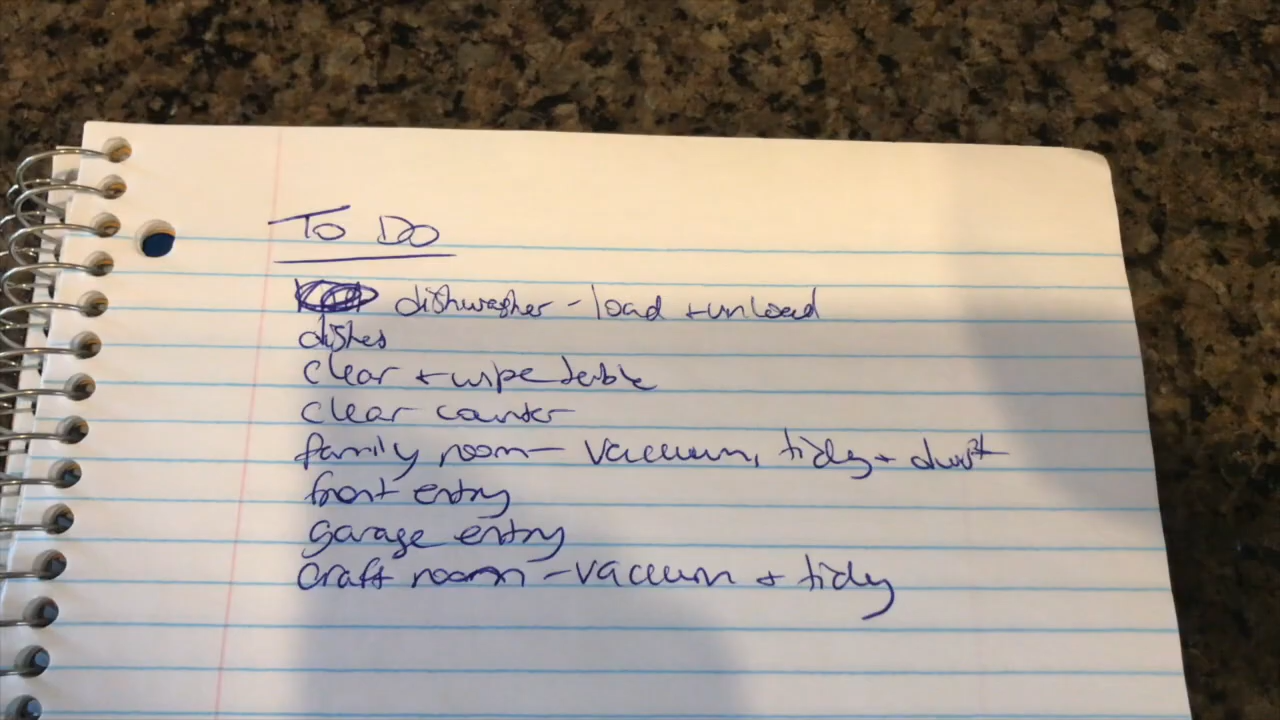 To Do
dishwasher - load + unload
dishes
clear + wipe table
clear counter
family room - vacuum, tidy + dust
front entry
garage entry
craft room - vacuum + tidy